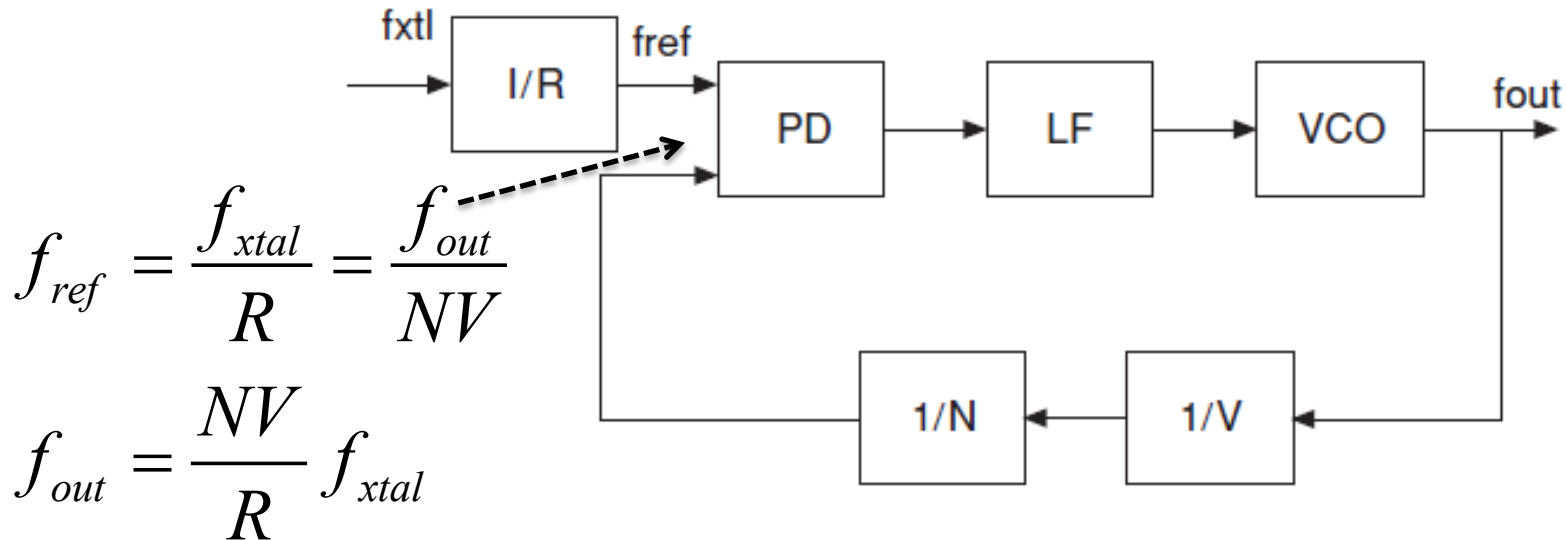 fxtl
I/R
fref
PD
LF
VCO
fout
f_ref = f_xtal / R = f_out / NV
1/N
1/V
f_out = NV / R f_xtal